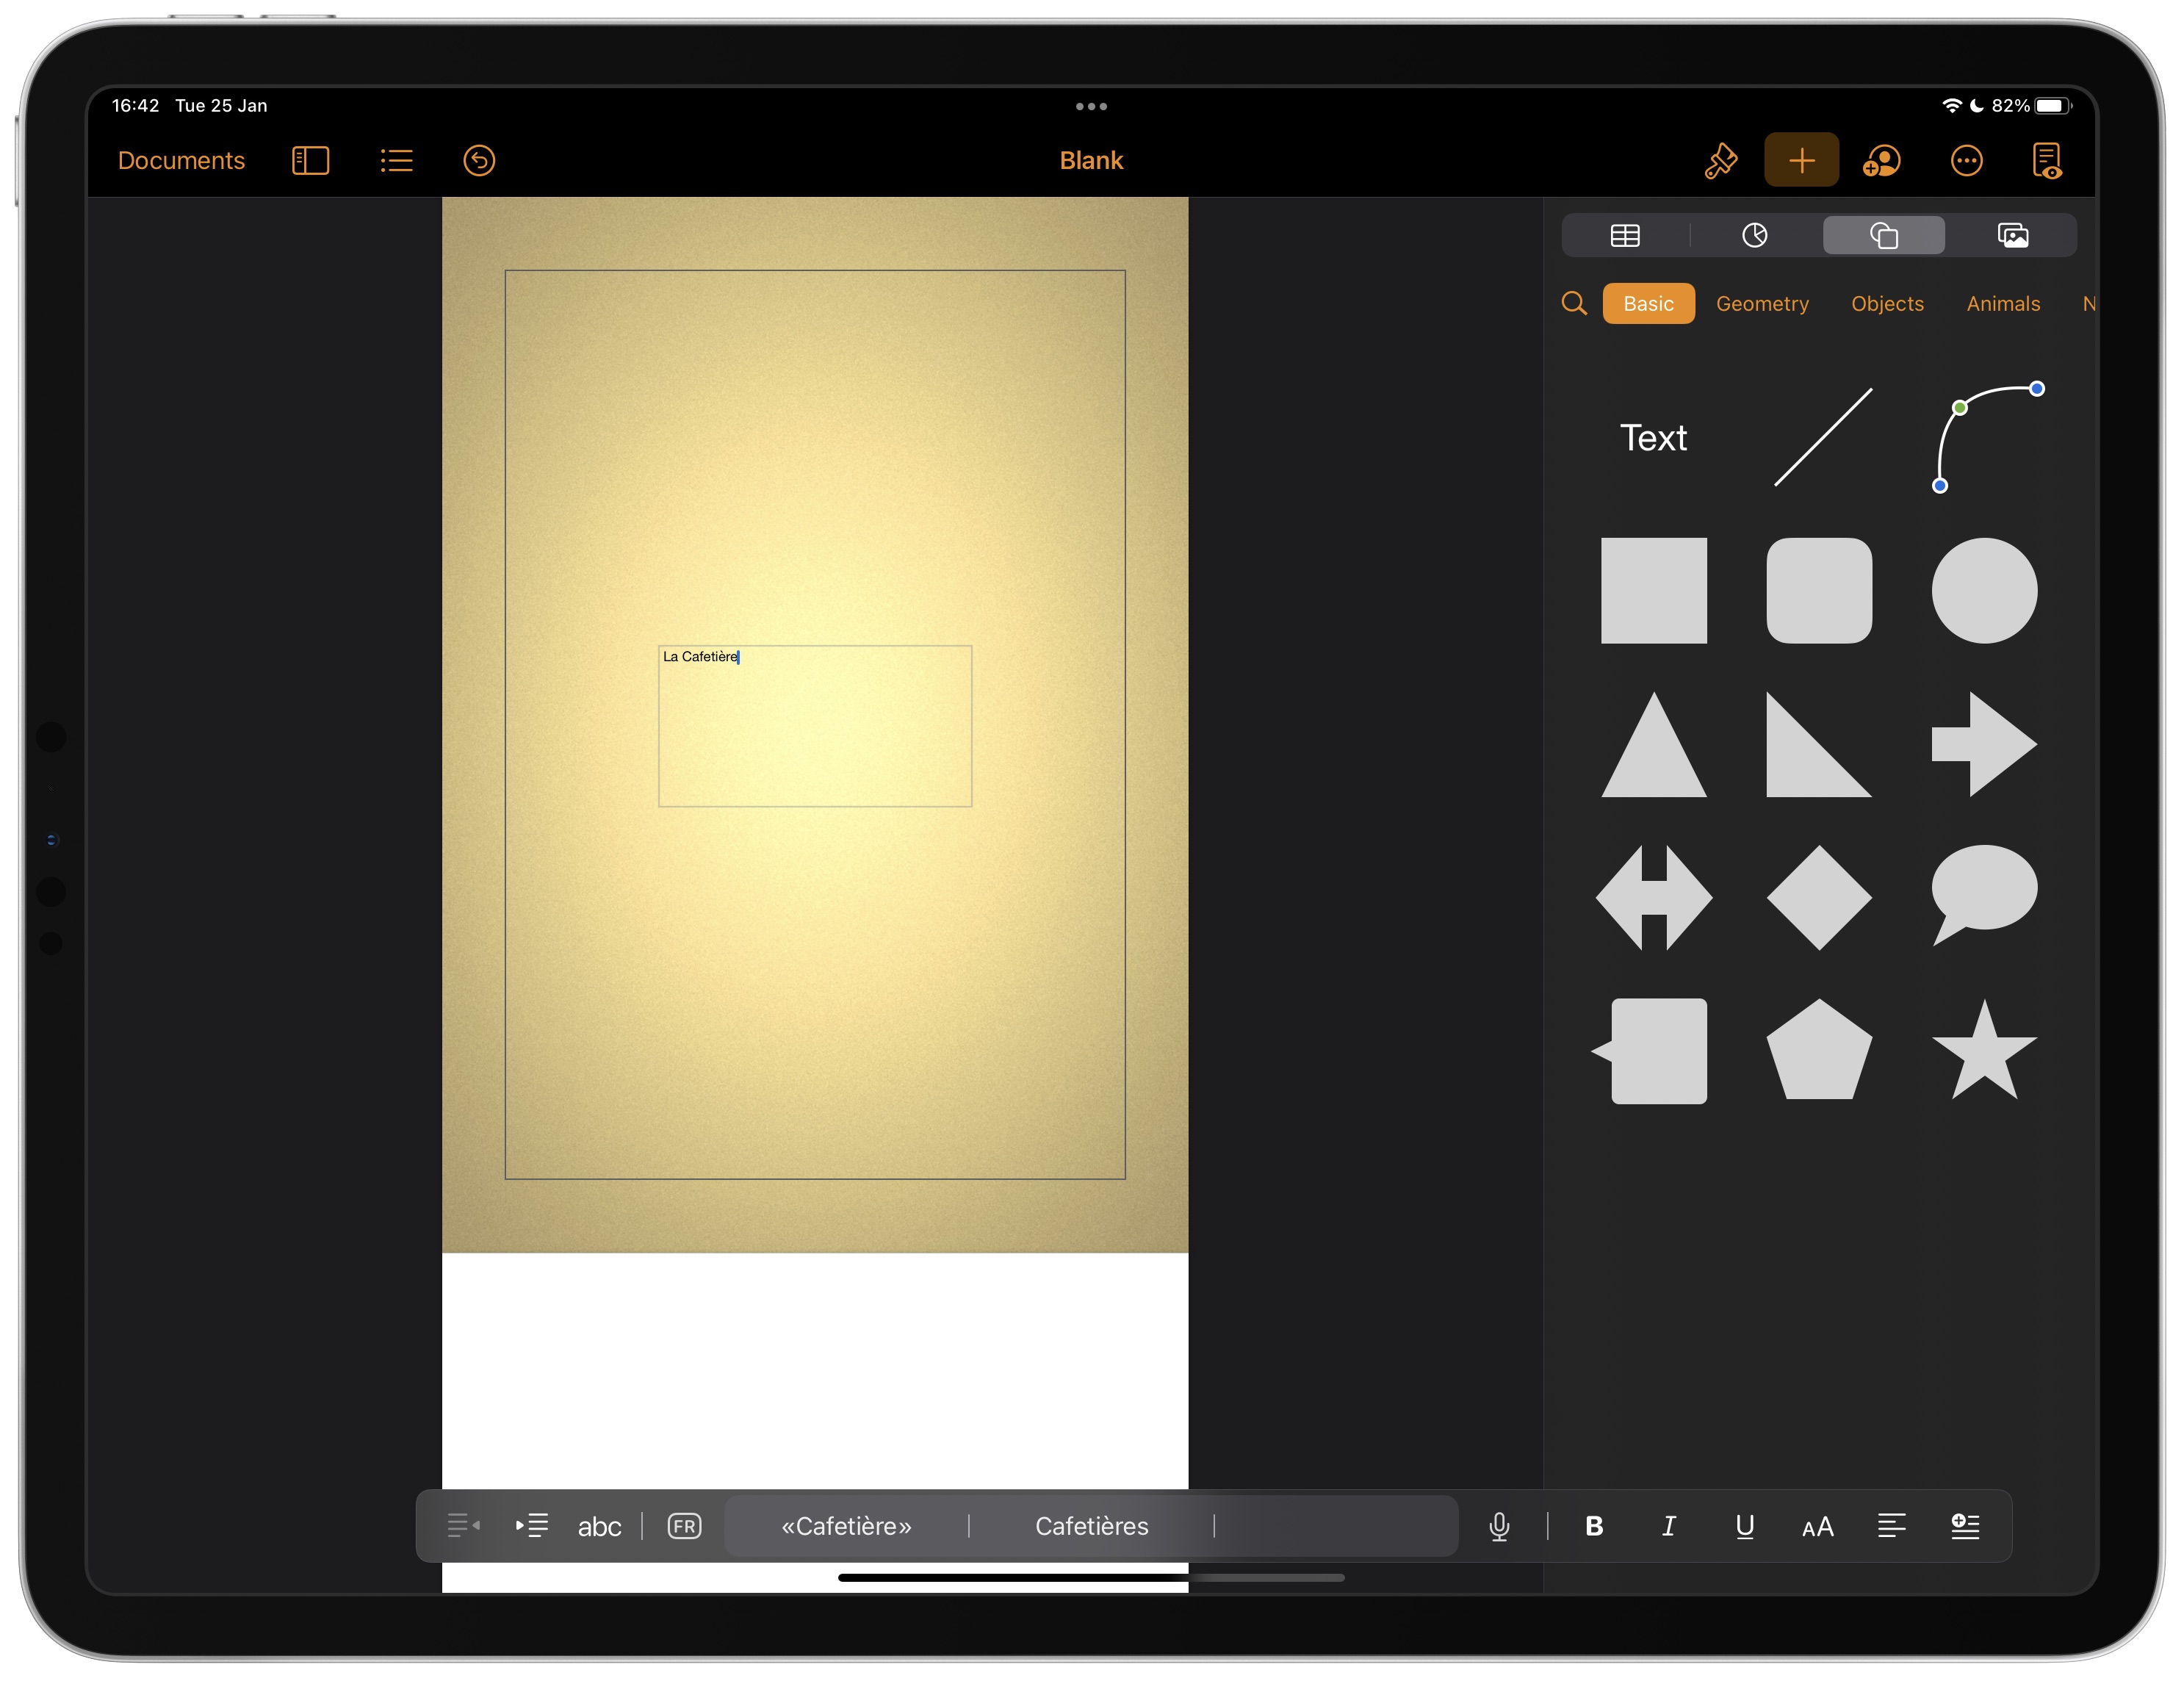 16:42 Tue 25 Jan
82%
Documents
Blank
Basic Geometry Objects Animals N
Text
La Cafetière
abc FR «Cafetière» Cafetières B I U AA